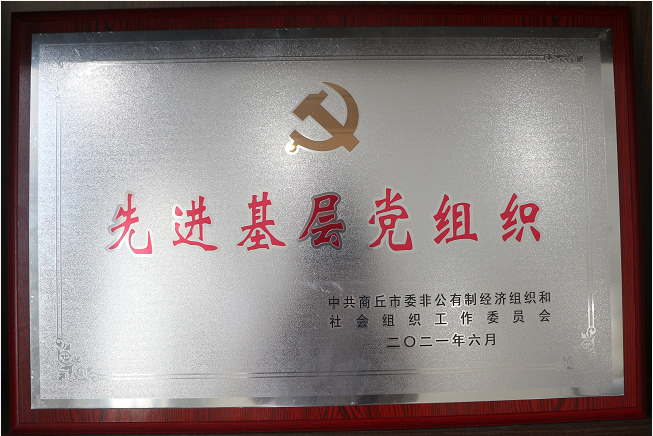 先进基层党组织
中共商丘市委非公有制经济组织和
社会组织工作委员会
二〇二一年六月